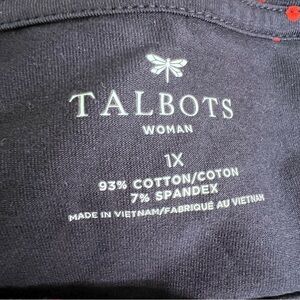 TALBOTS
WOMAN
1X
93% COTTON/COTON
7% SPANDEX
MADE IN VIETNAM/FABRIQUÉ AU VIETNAM